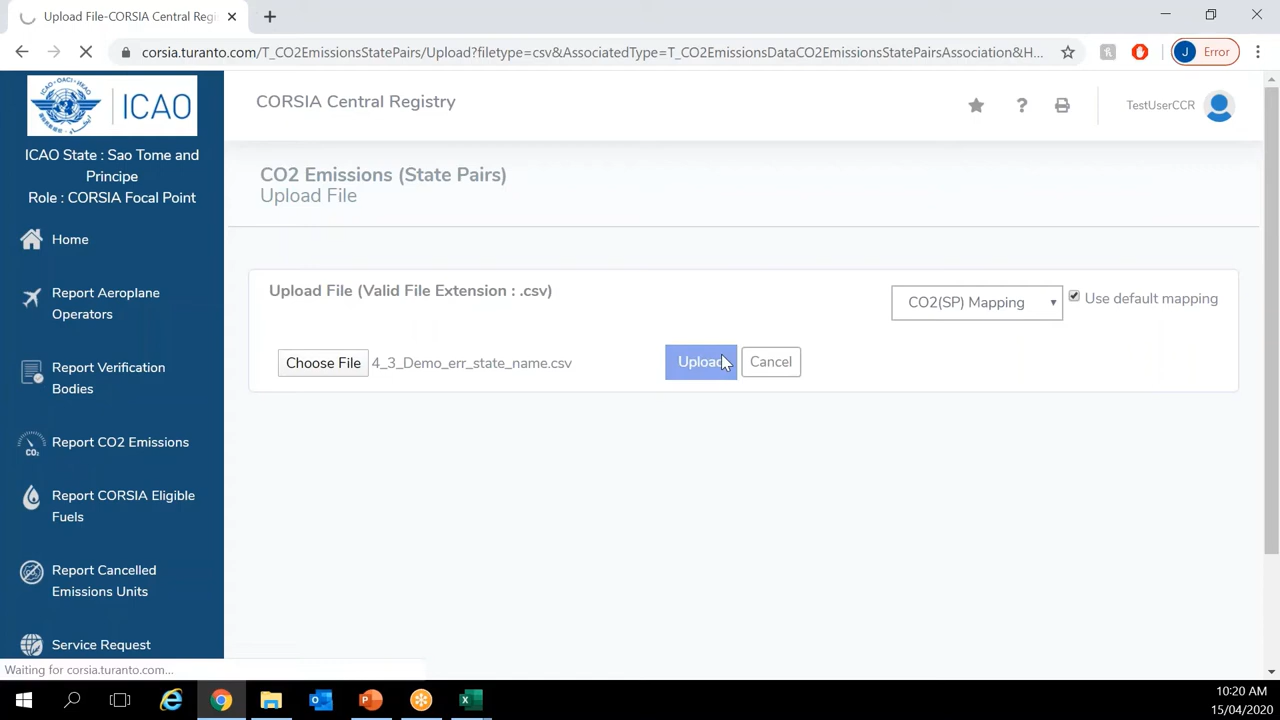 Upload File-CORSIA Central Regi
corsia.turanto.com/T_CO2EmissionsStatePairs/Upload?filetype=csv&AssociatedType=T_CO2EmissionsDataCO2EmissionsStatePairsAssociation&H...
J Error
ICAO
CORSIA Central Registry
TestUserCCR
ICAO State : Sao Tome and
Principe
Role : CORSIA Focal Point
CO2 Emissions (State Pairs)
Upload File
Home
Upload File (Valid File Extension : .csv)
CO2(SP) Mapping
Use default mapping
Choose File 4_3_Demo_err_state_name.csv
Upload
Cancel
Report Aeroplane
Operators
Report Verification
Bodies
CO₂
Report CO2 Emissions
Report CORSIA Eligible
Fuels
Report Cancelled
Emissions Units
Service Request
Waiting for corsia.turanto.com...
10:20 AM
15/04/2020